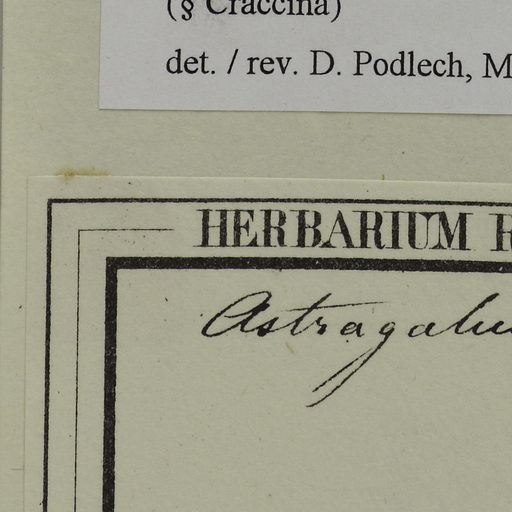 (§ Craccina)
det. / rev. D. Podlech, M
HERBARIUM
Astragalu